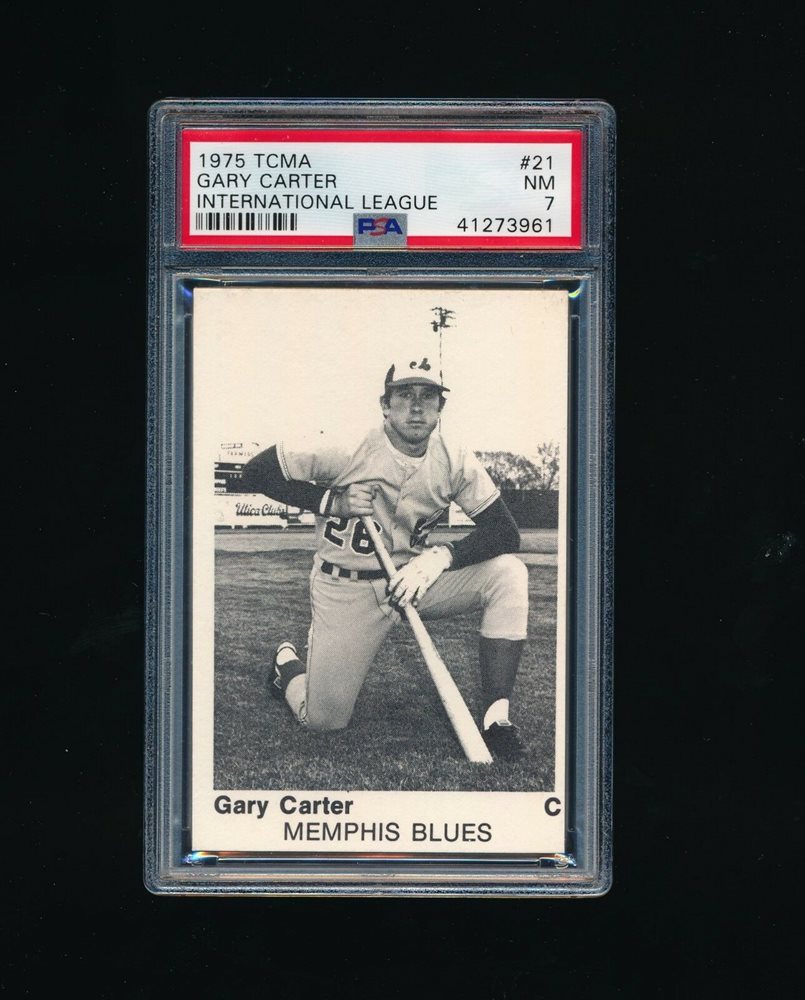 1975 TCMA #21
GARY CARTER NM
INTERNATIONAL LEAGUE 7
PSA 41273961
Utica Club
26
Gary Carter C
MEMPHIS BLUES